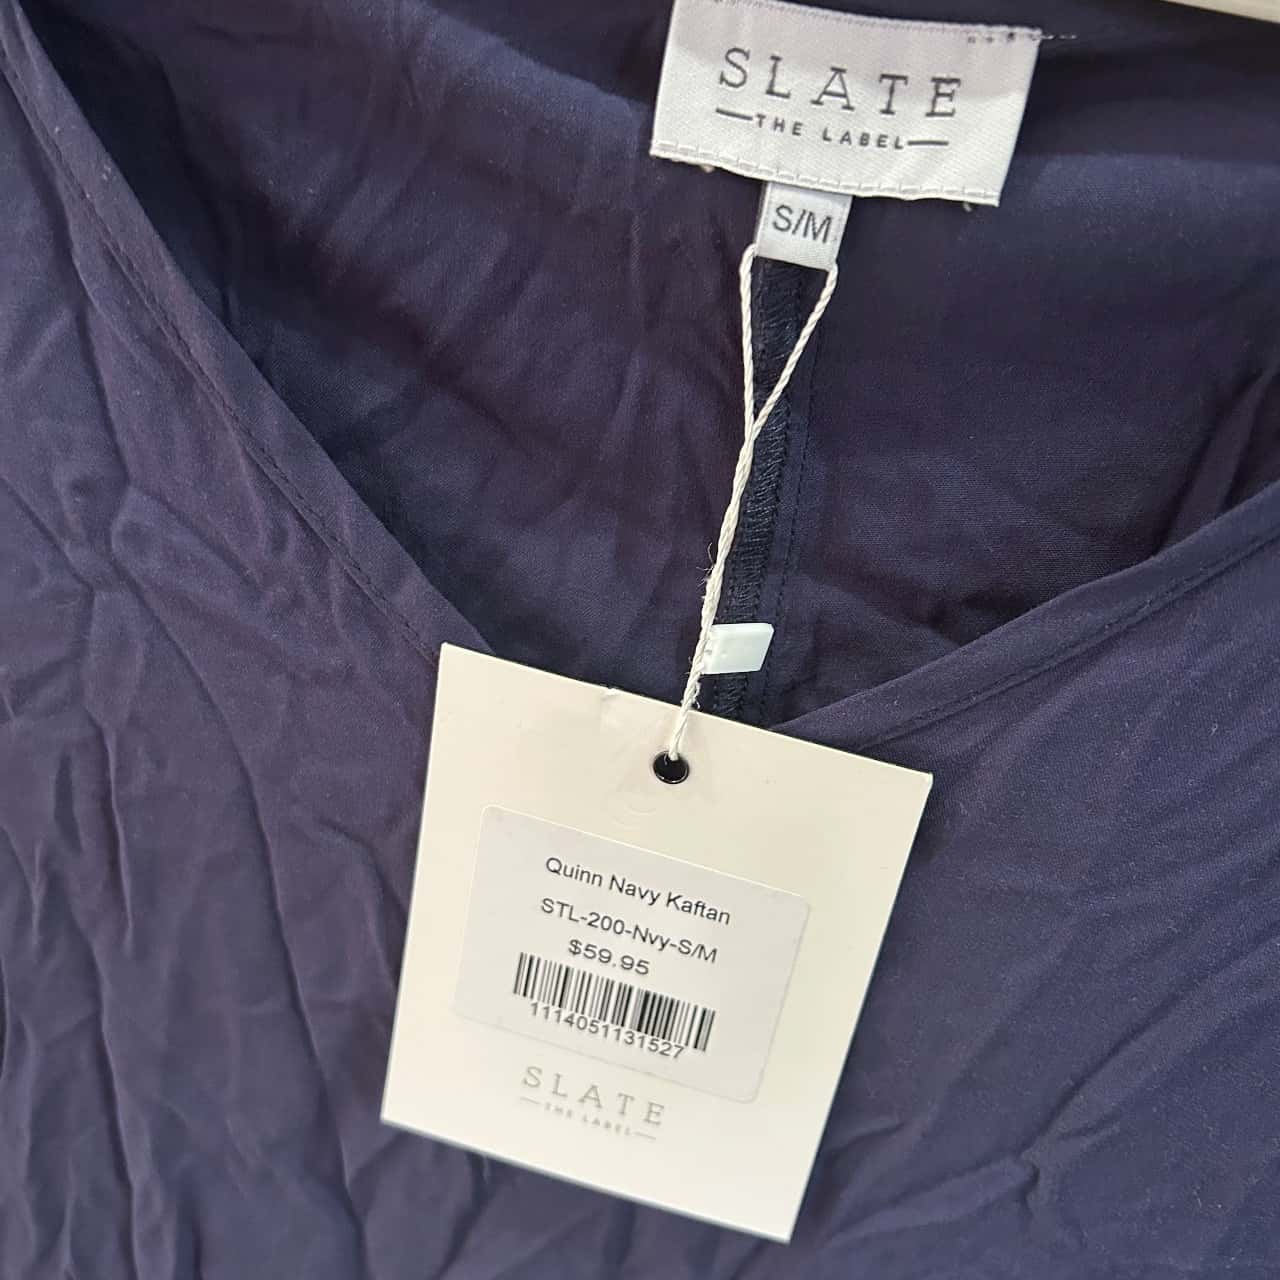 SLATE
THE LABEL
S/M
Quinn Navy Kaftan
STL-200-Nvy-S/M
$59.95
1114051131527
SLATE
THE LABEL